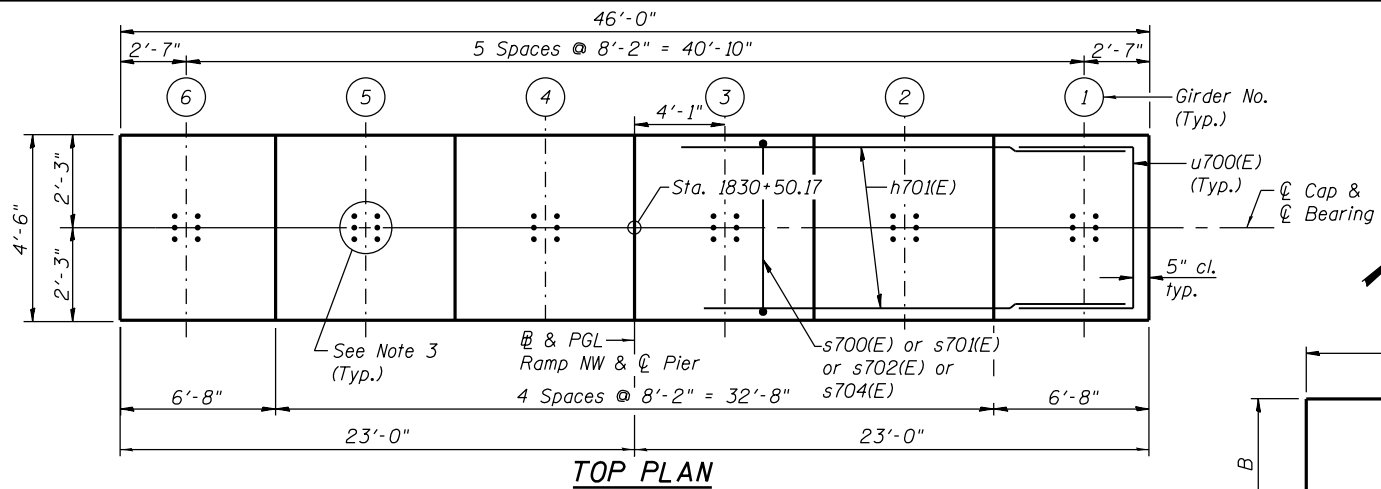 46'-0"
2'-7"
5 Spaces @ 8'-2" = 40'-10"
2'-7"
6
5
4
3
2
1
Girder No.
(Typ.)
4'-1"
4'-6"
2'-3"
2'-3"
Sta. 1830+50.17
h701(E)
u700(E)
(Typ.)
℄ Cap &
℄ Bearing
5" cl.
typ.
See Note 3
(Typ.)
B̲L & PGL
Ramp NW & ℄ Pier
s700(E) or s701(E)
or s702(E) or
s704(E)
6'-8"
4 Spaces @ 8'-2" = 32'-8"
6'-8"
23'-0"
23'-0"
TOP PLAN
B